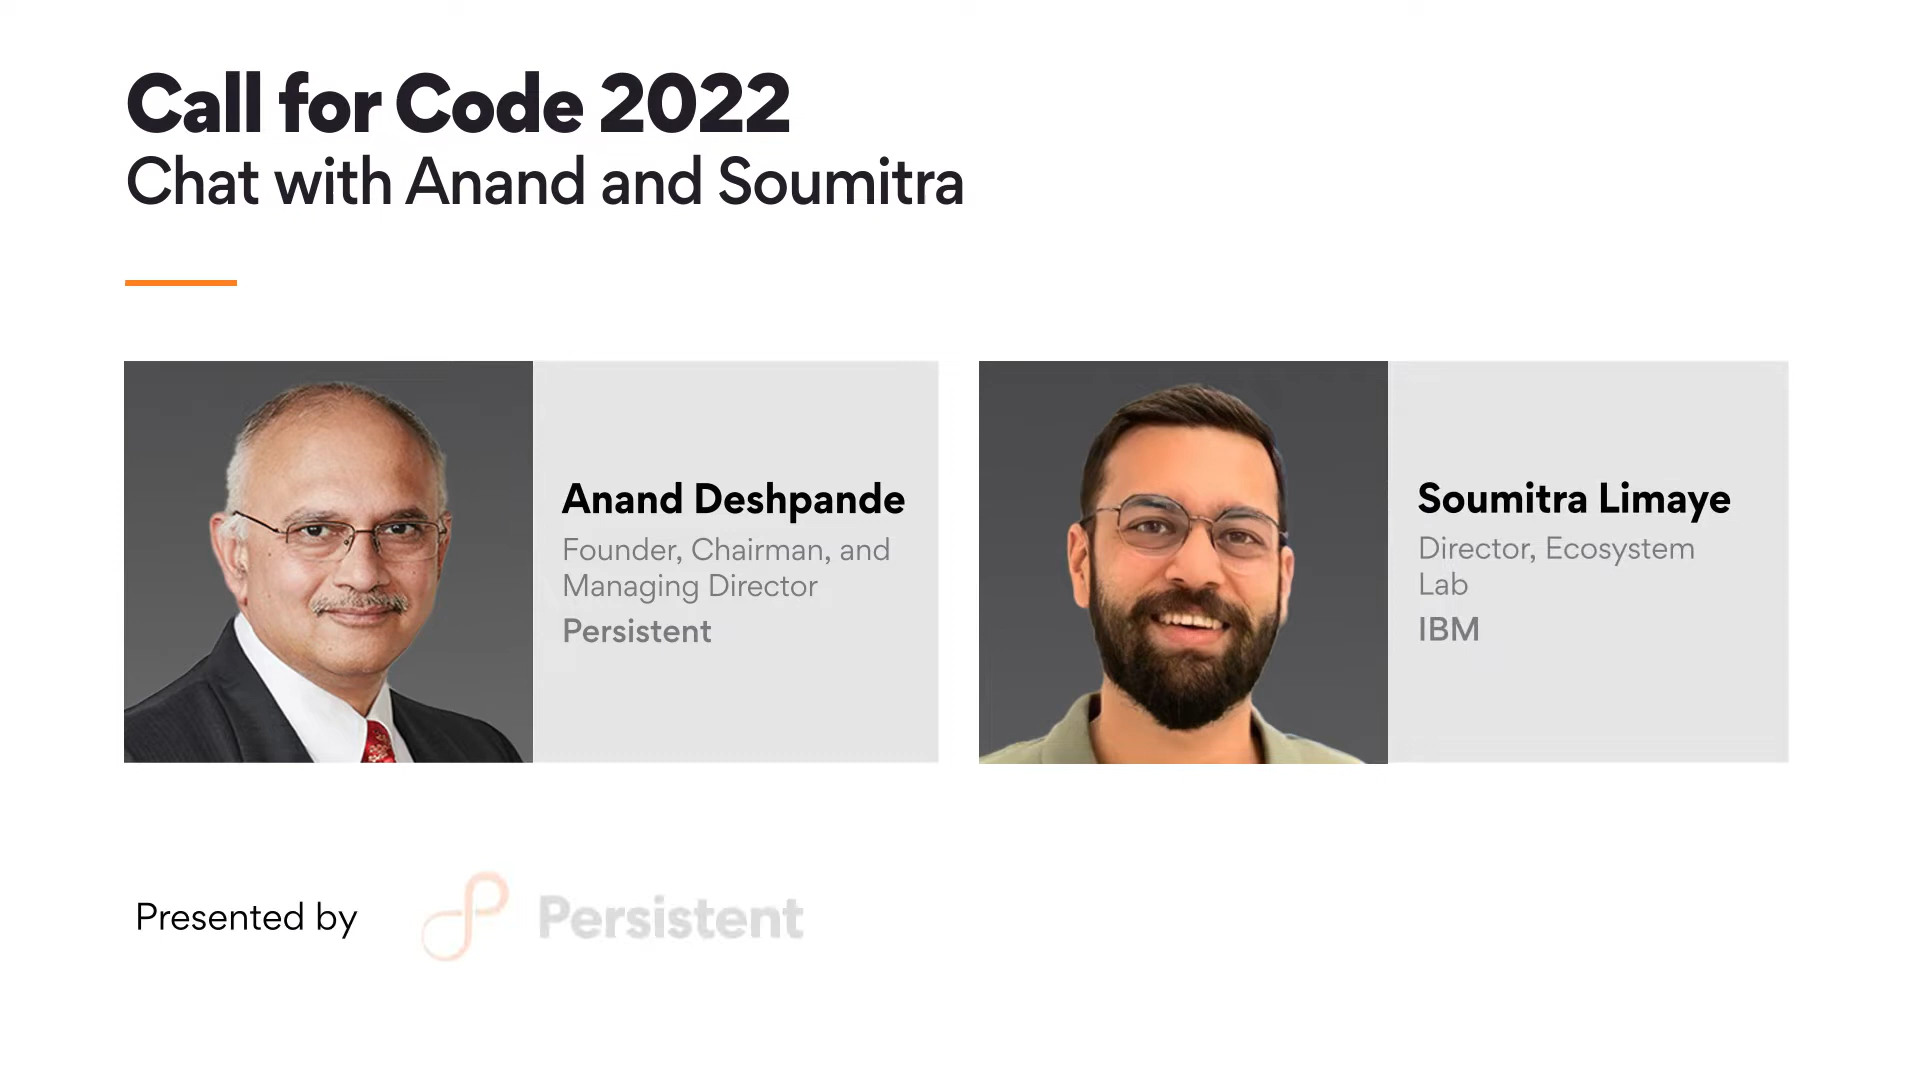 Call for Code 2022
Chat with Anand and Soumitra
Anand Deshpande
Founder, Chairman, and
Managing Director
Persistent
Soumitra Limaye
Director, Ecosystem
Lab
IBM
Presented by
Persistent